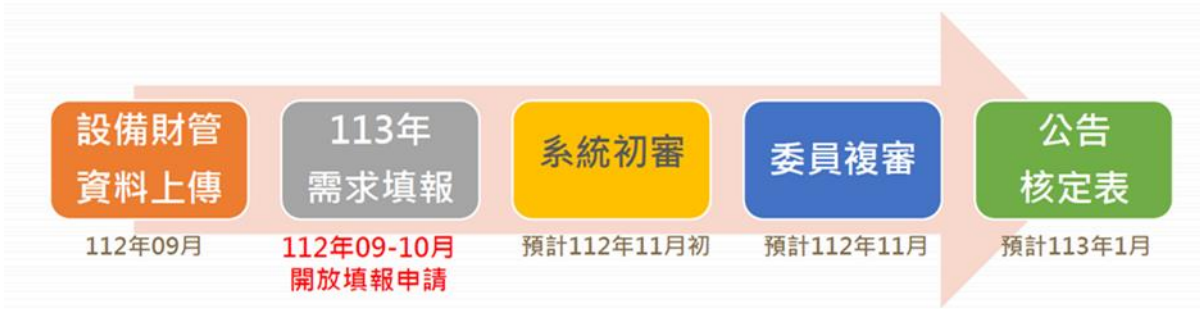 設備財管
資料上傳
113年
需求填報
系統初審
委員複審
公告
核定表
112年09月
112年09-10月
開放填報申請
預計112年11月初
預計112年11月
預計113年1月